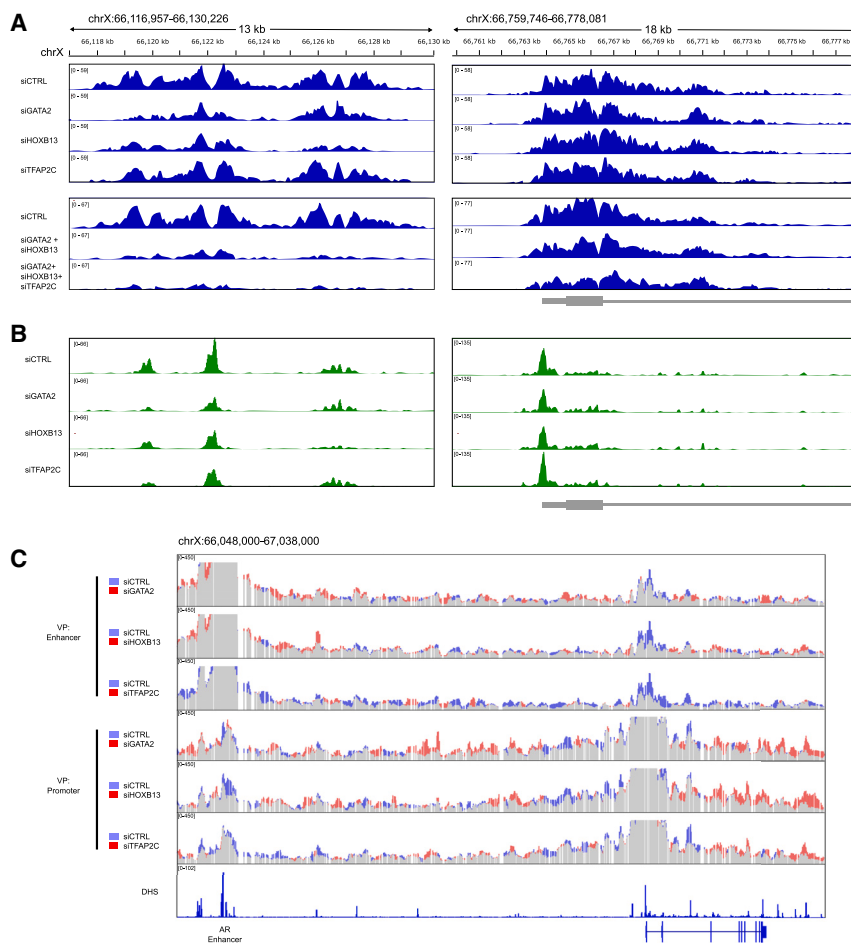 A
chrX:66,116,957–66,130,226
chrX:66,759,746–66,778,081
13 kb
18 kb
66,118 kb 66,120 kb 66,122 kb 66,124 kb 66,126 kb 66,128 kb 66,130 kb
66,761 kb 66,763 kb 66,765 kb 66,767 kb 66,769 kb 66,771 kb 66,773 kb 66,775 kb 66,777 kb
chrX
siCTRL [0 - 59] [0 - 58]
siGATA2 [0 - 59] [0 - 58]
siHOXB13 [0 - 59] [0 - 58]
siTFAP2C [0 - 59] [0 - 58]
siCTRL [0 - 67] [0 - 77]
siGATA2 +
siHOXB13 [0 - 67] [0 - 77]
siGATA2+
siHOXB13+
siTFAP2C [0 - 67] [0 - 77]
B
siCTRL [0-66] [0-135]
siGATA2 [0-66] [0-135]
siHOXB13 [0-66] [0-135]
siTFAP2C [0-66] [0-135]
C
chrX:66,048,000–67,038,000
VP:
Enhancer
siCTRL [0-450]
siGATA2
siCTRL [0-450]
siHOXB13
siCTRL [0-450]
siTFAP2C
VP:
Promoter
siCTRL [0-450]
siGATA2
siCTRL [0-450]
siHOXB13
siCTRL [0-450]
siTFAP2C
DHS [0-102]
AR
Enhancer